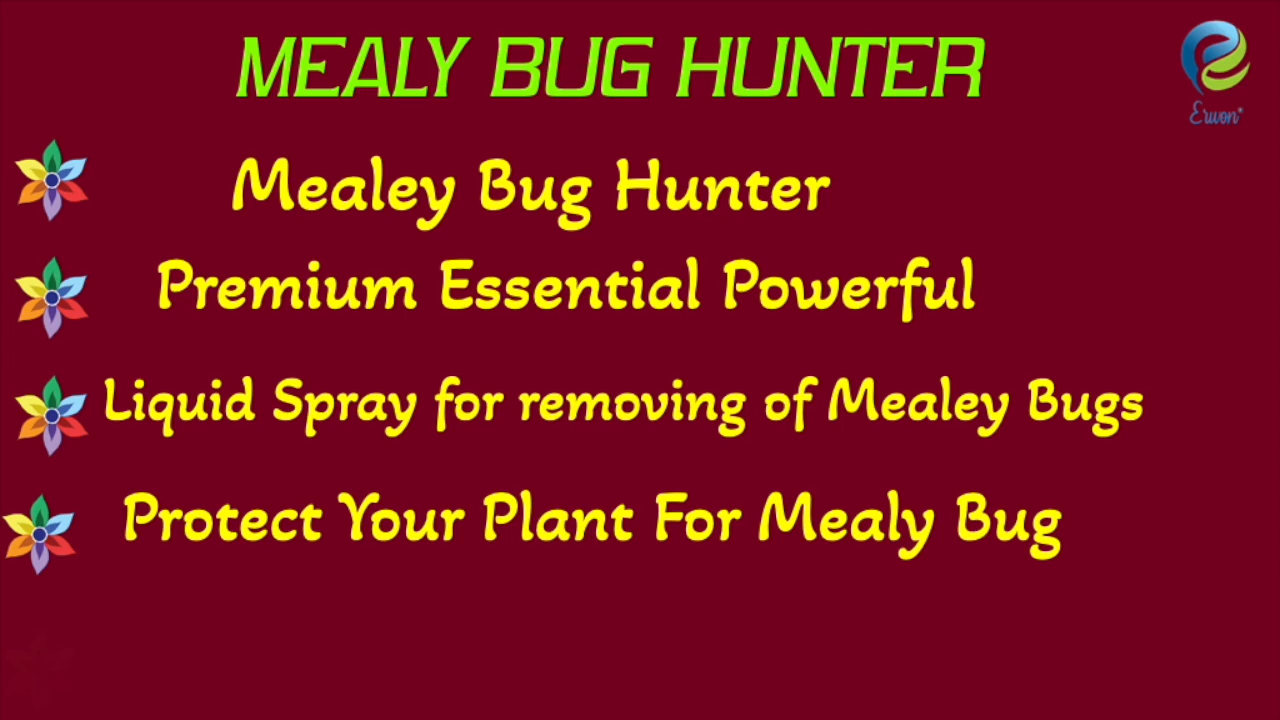 MEALY BUG HUNTER
Erwon*
Mealey Bug Hunter
Premium Essential Powerful
Liquid Spray for removing of Mealey Bugs
Protect Your Plant For Mealy Bug